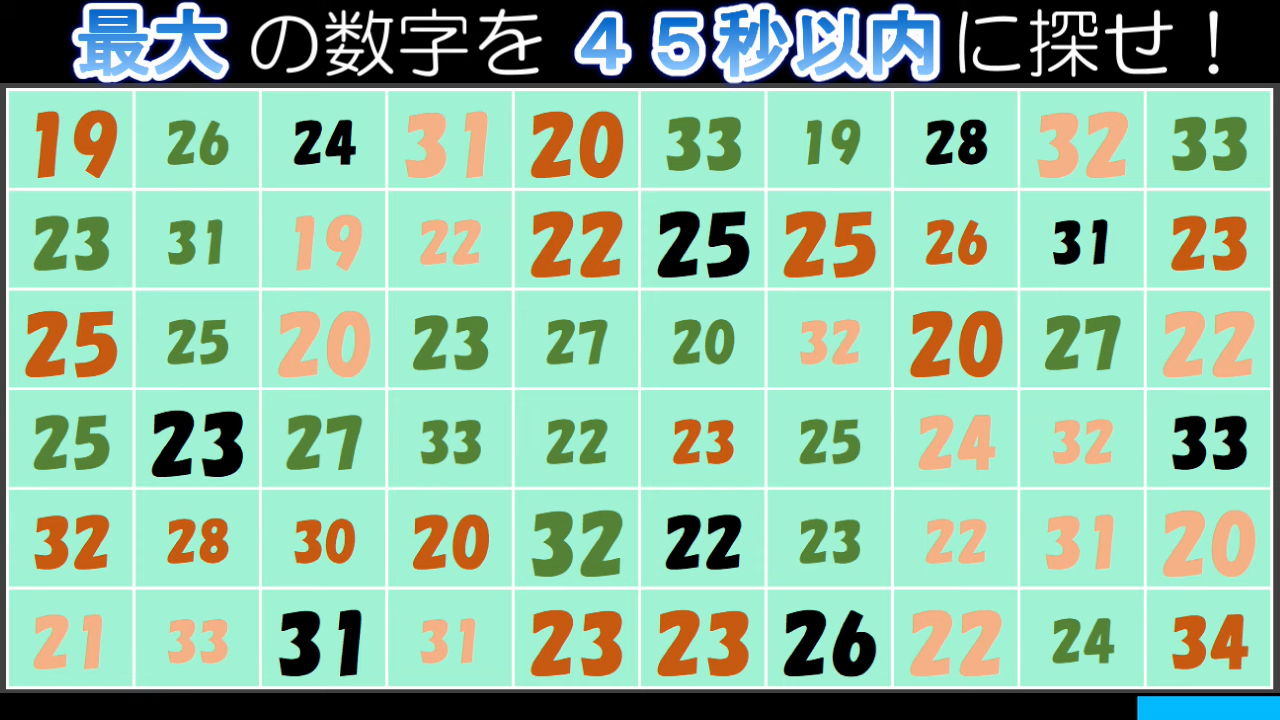 最大の数字を４５秒以内に探せ！
19 26 24 31 20 33 19 28 32 33
23 31 19 22 22 25 25 26 31 23
25 25 20 23 27 20 32 20 27 22
25 23 27 33 22 23 25 24 32 33
32 28 30 20 32 22 23 22 31 20
21 33 31 31 23 23 26 22 24 34